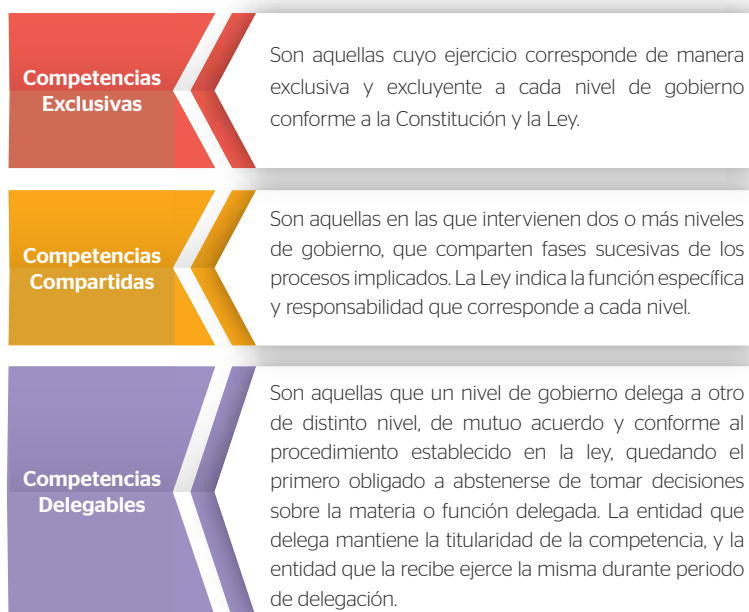 Competencias
Exclusivas
Son aquellas cuyo ejercicio corresponde de manera
exclusiva y excluyente a cada nivel de gobierno
conforme a la Constitución y la Ley.
Competencias
Compartidas
Son aquellas en las que intervienen dos o más niveles
de gobierno, que comparten fases sucesivas de los
procesos implicados. La Ley indica la función específica
y responsabilidad que corresponde a cada nivel.
Competencias
Delegables
Son aquellas que un nivel de gobierno delega a otro
de distinto nivel, de mutuo acuerdo y conforme al
procedimiento establecido en la ley, quedando el
primero obligado a abstenerse de tomar decisiones
sobre la materia o función delegada. La entidad que
delega mantiene la titularidad de la competencia, y la
entidad que la recibe ejerce la misma durante periodo
de delegación.